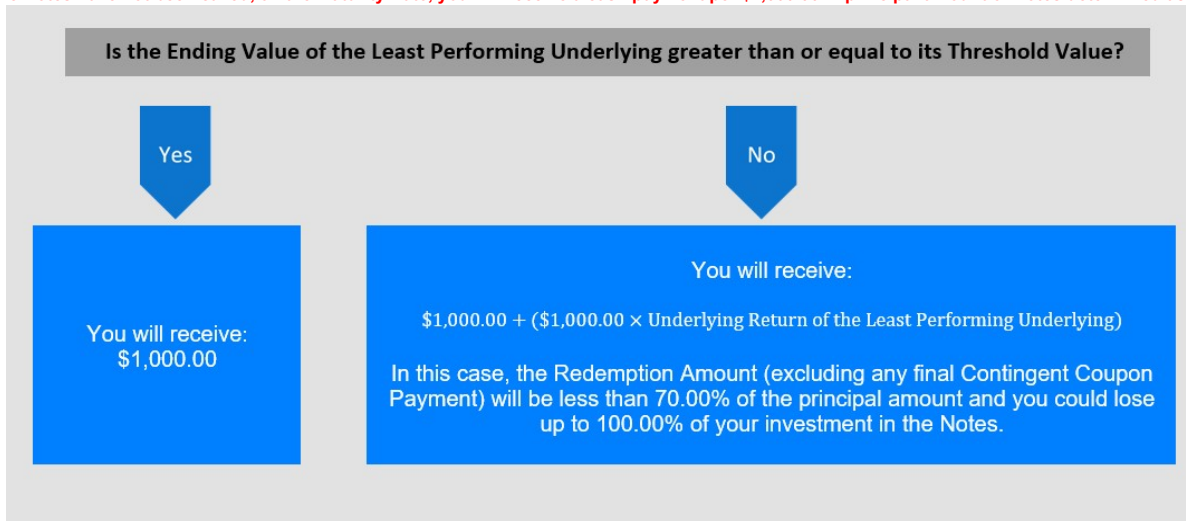 Is the Ending Value of the Least Performing Underlying greater than or equal to its Threshold Value?
Yes
No
You will receive:
$1,000.00
You will receive:
$1,000.00 + ($1,000.00 × Underlying Return of the Least Performing Underlying)
In this case, the Redemption Amount (excluding any final Contingent Coupon
Payment) will be less than 70.00% of the principal amount and you could lose
up to 100.00% of your investment in the Notes.